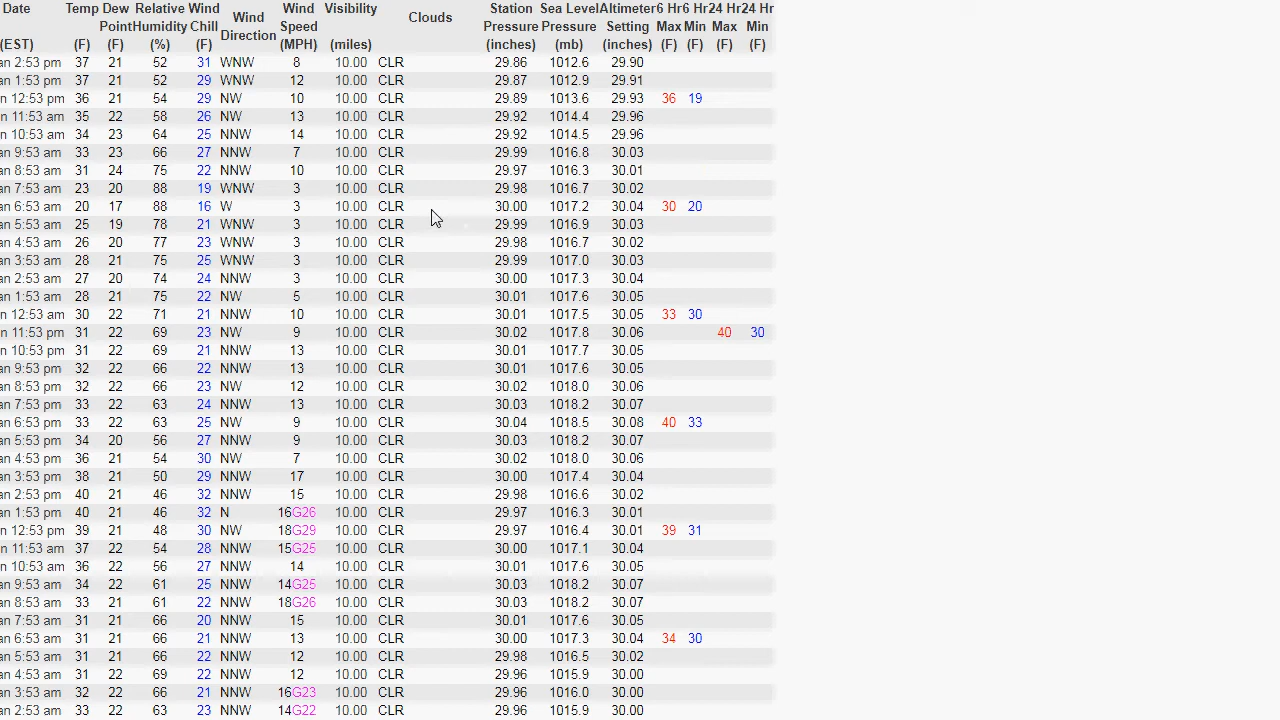 Date Temp Dew Relative Wind Wind Wind Visibility Clouds Station Sea Level Altimeter 6 Hr 6 Hr 24 Hr 24 Hr
Point Humidity Chill Direction Speed Pressure Pressure Setting Max Min Max Min
(EST) (F) (F) (%) (F) (MPH) (miles) (inches) (mb) (inches) (F) (F) (F) (F)
an 2:53 pm 37 21 52 31 WNW 8 10.00 CLR 29.86 1012.6 29.90
an 1:53 pm 37 21 52 29 WNW 8 10.00 CLR 29.87 1012.9 29.91
n 12:53 pm 36 21 54 29 NW 10 10.00 CLR 29.89 1013.6 29.93 36 19
n 11:53 am 35 22 58 26 NW 13 10.00 CLR 29.92 1014.4 29.96
n 10:53 am 34 23 64 25 NNW 14 10.00 CLR 29.92 1014.5 29.96
an 9:53 am 33 23 66 27 NNW 7 10.00 CLR 29.99 1016.8 30.03
an 8:53 am 31 24 75 22 NNW 10 10.00 CLR 29.97 1016.3 30.01
an 7:53 am 23 20 88 19 WNW 3 10.00 CLR 29.98 1016.7 30.02
an 6:53 am 20 17 88 16 W 3 10.00 CLR 30.00 1017.2 30.04 30 20
an 5:53 am 25 19 78 21 WNW 3 10.00 CLR 29.99 1016.9 30.03
an 4:53 am 26 20 77 23 WNW 3 10.00 CLR 29.98 1016.7 30.02
an 3:53 am 28 21 75 25 WNW 3 10.00 CLR 29.99 1017.0 30.03
an 2:53 am 27 20 74 24 NNW 3 10.00 CLR 30.00 1017.3 30.04
an 1:53 am 28 21 75 22 NW 5 10.00 CLR 30.01 1017.6 30.05
n 12:53 am 30 22 71 21 NNW 10 10.00 CLR 30.01 1017.5 30.05 33 30
n 11:53 pm 31 22 69 23 NW 9 10.00 CLR 30.02 1017.8 30.06 40 30
n 10:53 pm 31 22 69 21 NNW 13 10.00 CLR 30.01 1017.7 30.05
an 9:53 pm 32 22 66 22 NNW 13 10.00 CLR 30.01 1017.6 30.05
an 8:53 pm 32 22 66 23 NW 12 10.00 CLR 30.02 1018.0 30.06
an 7:53 pm 33 22 63 24 NNW 13 10.00 CLR 30.03 1018.2 30.07
an 6:53 pm 33 22 63 25 NW 9 10.00 CLR 30.04 1018.5 30.08 40 33
an 5:53 pm 34 20 56 27 NNW 9 10.00 CLR 30.03 1018.2 30.07
an 4:53 pm 36 21 54 30 NW 7 10.00 CLR 30.02 1018.0 30.06
an 3:53 pm 38 21 50 29 NNW 17 10.00 CLR 30.00 1017.4 30.04
an 2:53 pm 40 21 46 32 NNW 15 10.00 CLR 29.98 1016.6 30.02
an 1:53 pm 40 21 46 32 N 16G26 10.00 CLR 29.97 1016.3 30.01
n 12:53 pm 39 21 48 30 NW 18G29 10.00 CLR 29.97 1016.4 30.01 39 31
n 11:53 am 37 22 54 28 NNW 15G25 10.00 CLR 30.00 1017.1 30.04
n 10:53 am 36 22 56 27 NNW 14 10.00 CLR 30.01 1017.6 30.05
an 9:53 am 34 22 61 25 NNW 14G25 10.00 CLR 30.03 1018.2 30.07
an 8:53 am 33 21 61 22 NNW 18G26 10.00 CLR 30.03 1018.2 30.07
an 7:53 am 31 21 66 20 NNW 15 10.00 CLR 30.01 1017.6 30.05
an 6:53 am 31 21 66 21 NNW 13 10.00 CLR 30.00 1017.3 30.04 34 30
an 5:53 am 31 21 66 22 NNW 12 10.00 CLR 29.98 1016.5 30.02
an 4:53 am 31 22 69 22 NNW 12 10.00 CLR 29.96 1015.9 30.00
an 3:53 am 32 22 66 21 NNW 16G23 10.00 CLR 29.96 1016.0 30.00
an 2:53 am 33 22 63 23 NNW 14G22 10.00 CLR 29.96 1015.9 30.00